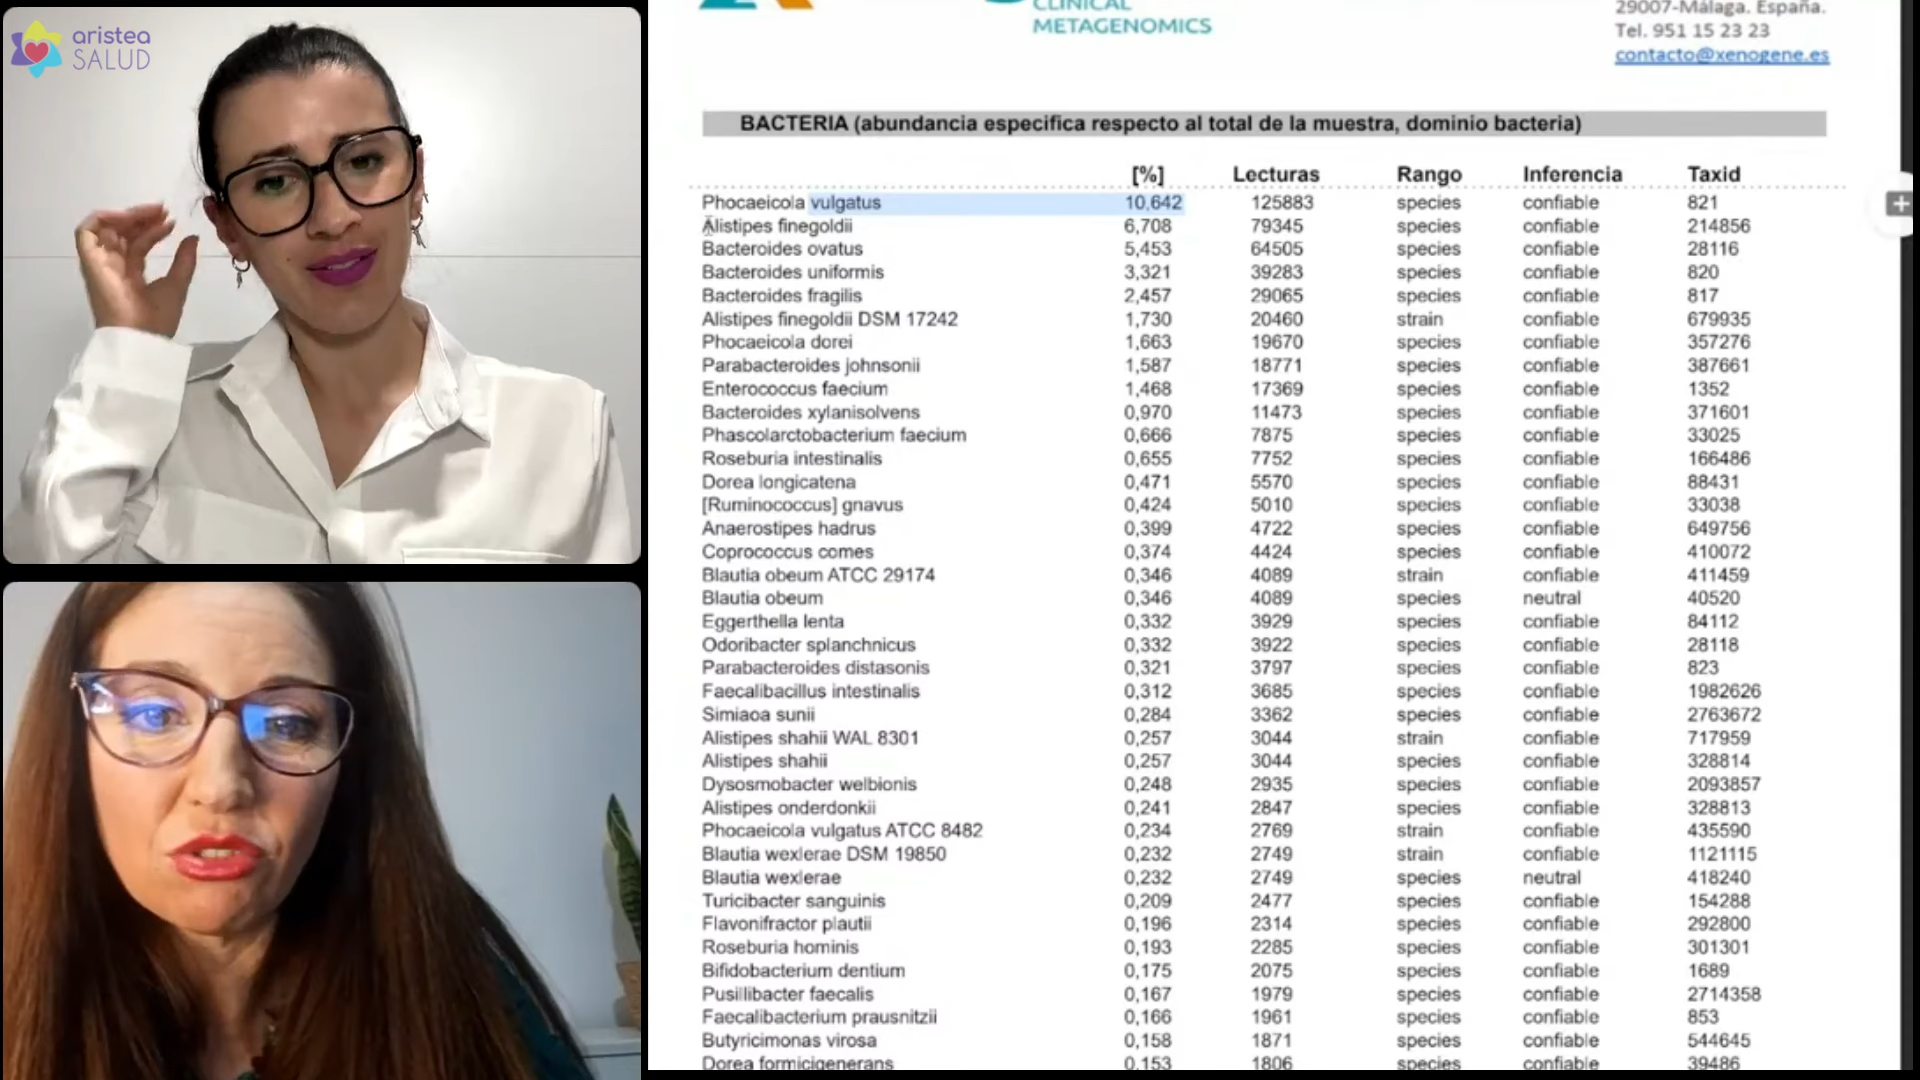 aristea
SALUD
CLINICAL
METAGENOMICS
29007-Málaga. España.
Tel. 951 15 23 23
contacto@xenogene.es
BACTERIA (abundancia especifica respecto al total de la muestra, dominio bacteria)
[%] Lecturas Rango Inferencia Taxid
Phocaeicola vulgatus 10,642 125883 species confiable 821
Alistipes finegoldii 6,708 79345 species confiable 214856
Bacteroides ovatus 5,453 64505 species confiable 28116
Bacteroides uniformis 3,321 39283 species confiable 820
Bacteroides fragilis 2,457 29065 species confiable 817
Alistipes finegoldii DSM 17242 1,730 20460 strain confiable 679935
Phocaeicola dorei 1,663 19670 species confiable 357276
Parabacteroides johnsonii 1,587 18771 species confiable 387661
Enterococcus faecium 1,468 17369 species confiable 1352
Bacteroides xylanisolvens 0,970 11473 species confiable 371601
Phascolarctobacterium faecium 0,666 7875 species confiable 33025
Roseburia intestinalis 0,655 7752 species confiable 166486
Dorea longicatena 0,471 5570 species confiable 88431
[Ruminococcus] gnavus 0,424 5010 species confiable 33038
Anaerostipes hadrus 0,399 4722 species confiable 649756
Coprococcus comes 0,374 4424 species confiable 410072
Blautia obeum ATCC 29174 0,346 4089 strain confiable 411459
Blautia obeum 0,346 4089 species neutral 40520
Eggerthella lenta 0,332 3929 species confiable 84112
Odoribacter splanchnicus 0,332 3922 species confiable 28118
Parabacteroides distasonis 0,321 3797 species confiable 823
Faecalibacillus intestinalis 0,312 3685 species confiable 1982626
Simiaoa sunii 0,284 3362 species confiable 2763672
Alistipes shahii WAL 8301 0,257 3044 strain confiable 717959
Alistipes shahii 0,257 3044 species confiable 328814
Dysosmobacter welbionis 0,248 2935 species confiable 2093857
Alistipes onderdonkii 0,241 2847 species confiable 328813
Phocaeicola vulgatus ATCC 8482 0,234 2769 strain confiable 435590
Blautia wexlerae DSM 19850 0,232 2749 strain confiable 1121115
Blautia wexlerae 0,232 2749 species neutral 418240
Turicibacter sanguinis 0,209 2477 species confiable 154288
Flavonifractor plautii 0,196 2314 species confiable 292800
Roseburia hominis 0,193 2285 species confiable 301301
Bifidobacterium dentium 0,175 2075 species confiable 1689
Pusillibacter faecalis 0,167 1979 species confiable 2714358
Faecalibacterium prausnitzii 0,166 1961 species confiable 853
Butyricimonas virosa 0,158 1871 species confiable 544645
Dorea formicigenerans 0,153 1806 species confiable 39486